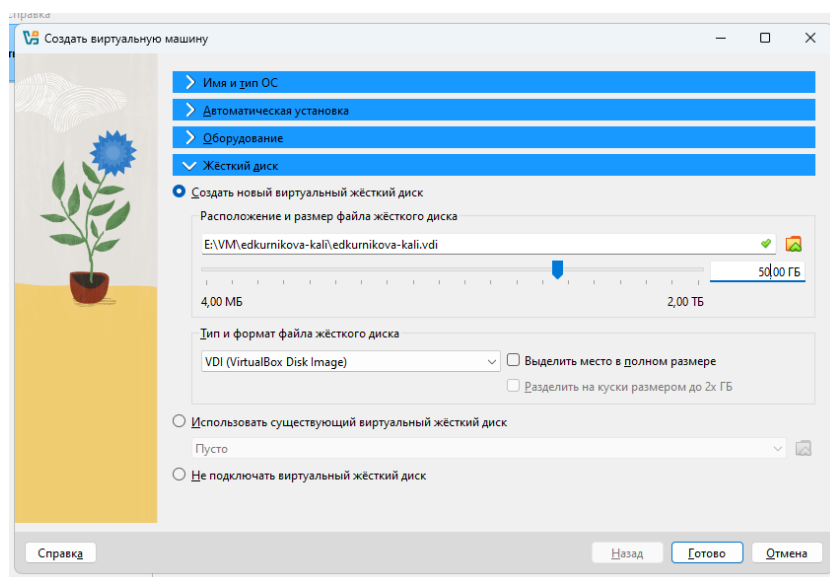 Справка
Создать виртуальную машину
Имя и тип ОС
Автоматическая установка
Оборудование
Жёсткий диск
Создать новый виртуальный жёсткий диск
Расположение и размер файла жёсткого диска
E:\VM\edkurnikova-kali\edkurnikova-kali.vdi
50,00 ГБ
4,00 МБ 2,00 ТБ
Тип и формат файла жёсткого диска
VDI (VirtualBox Disk Image) Выделить место в полном размере
Разделить на куски размером до 2х ГБ
Использовать существующий виртуальный жёсткий диск
Пусто
Не подключать виртуальный жёсткий диск
Справка Назад Готово Отмена